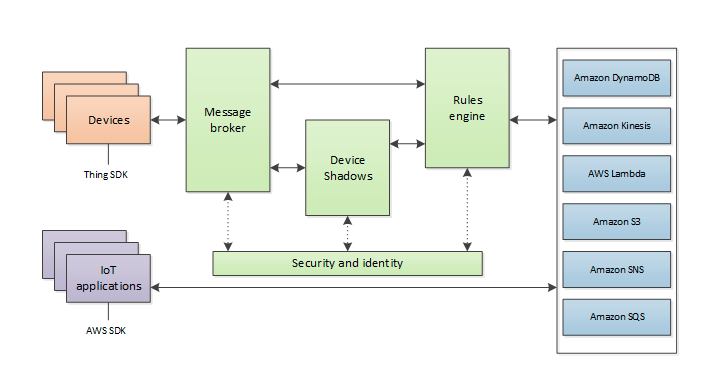 Devices
Thing SDK
IoT
applications
AWS SDK
Message
broker
Device
Shadows
Rules
engine
Security and identity
Amazon DynamoDB
Amazon Kinesis
AWS Lambda
Amazon S3
Amazon SNS
Amazon SQS